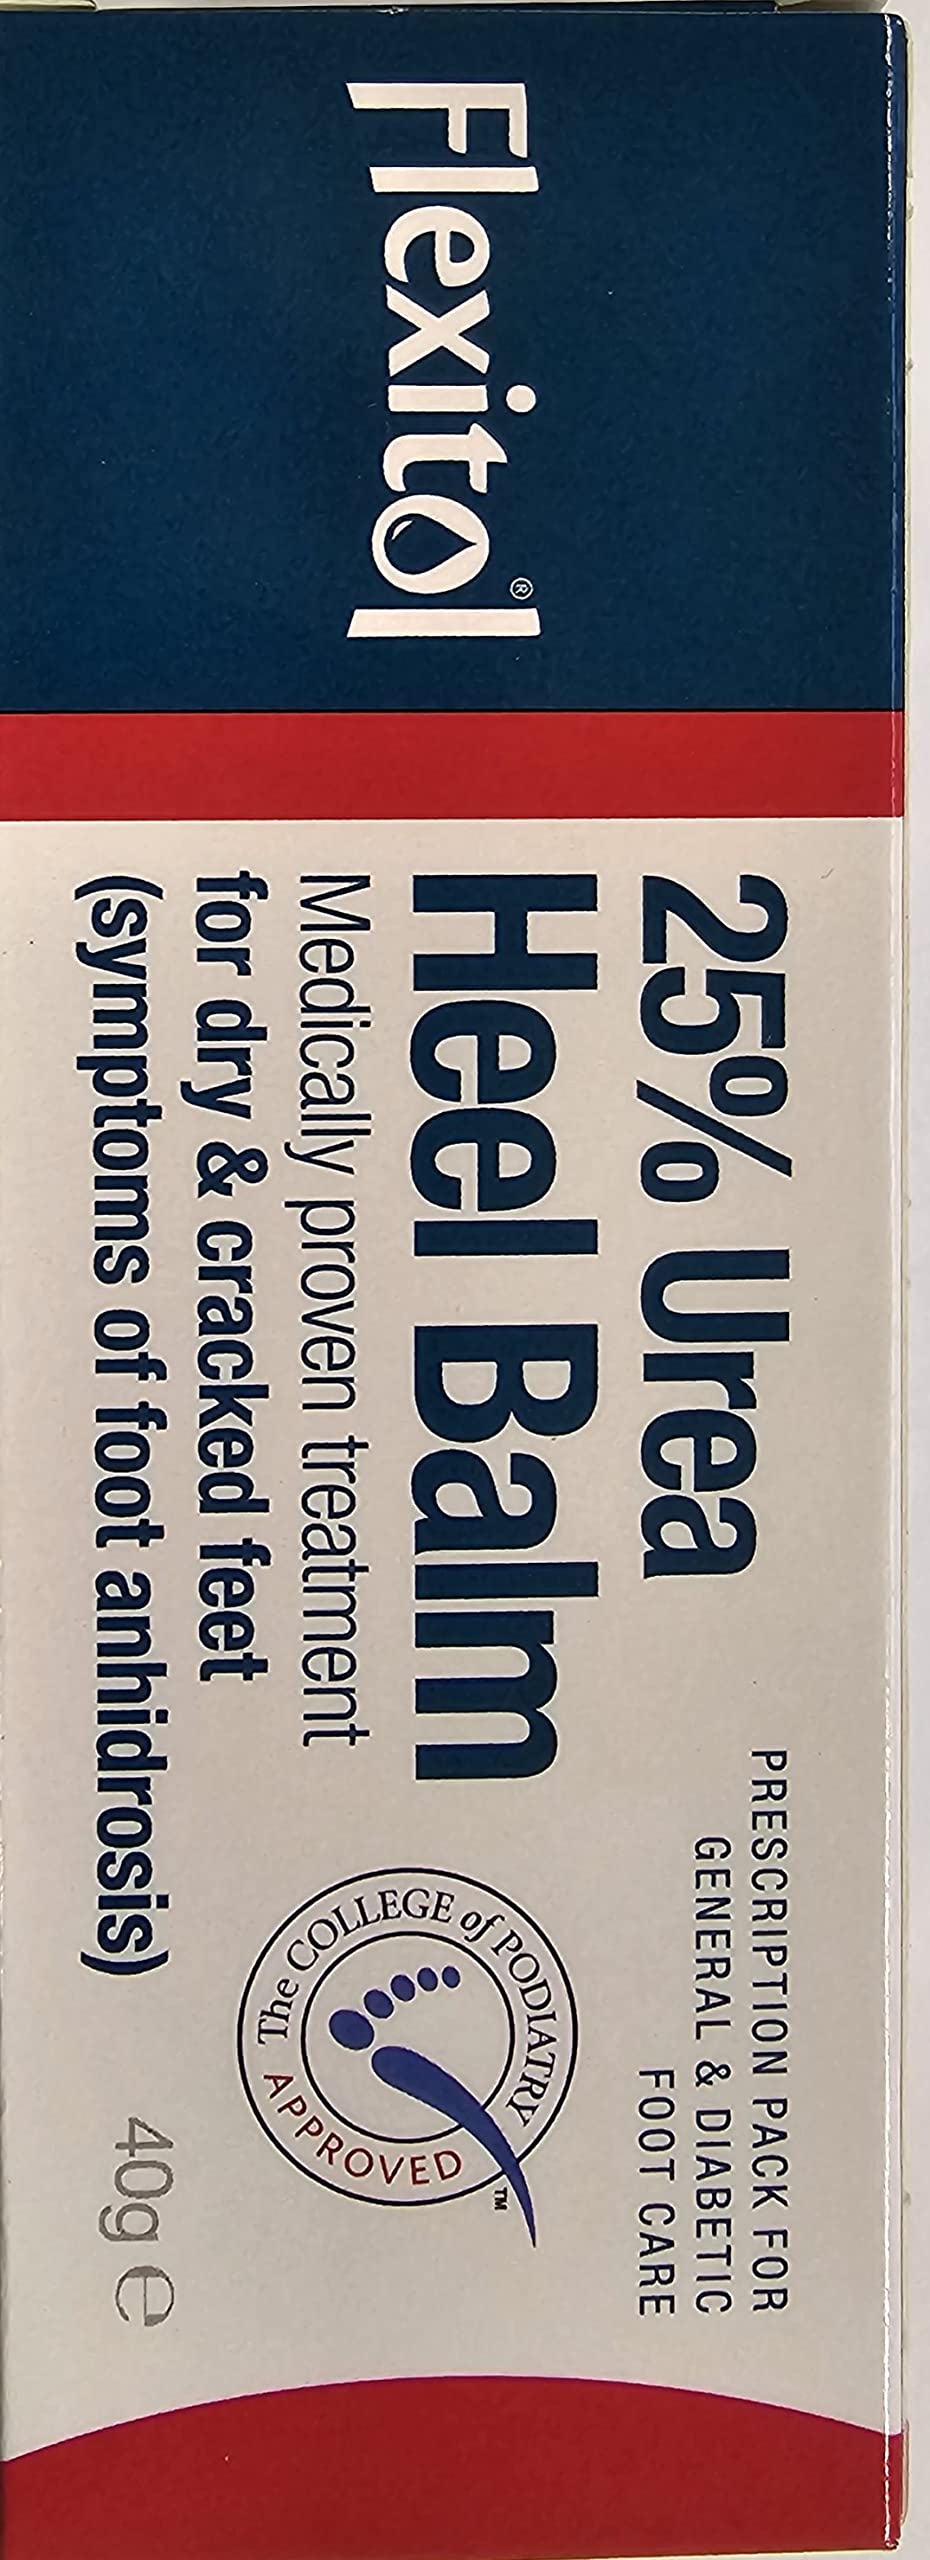 Flexitol®
25% Urea
Heel Balm
Medically proven treatment
for dry & cracked feet
(symptoms of foot anhidrosis)
PRESCRIPTION PACK FOR
GENERAL & DIABETIC
FOOT CARE
The COLLEGE of PODIATRY
APPROVED
™
40g e